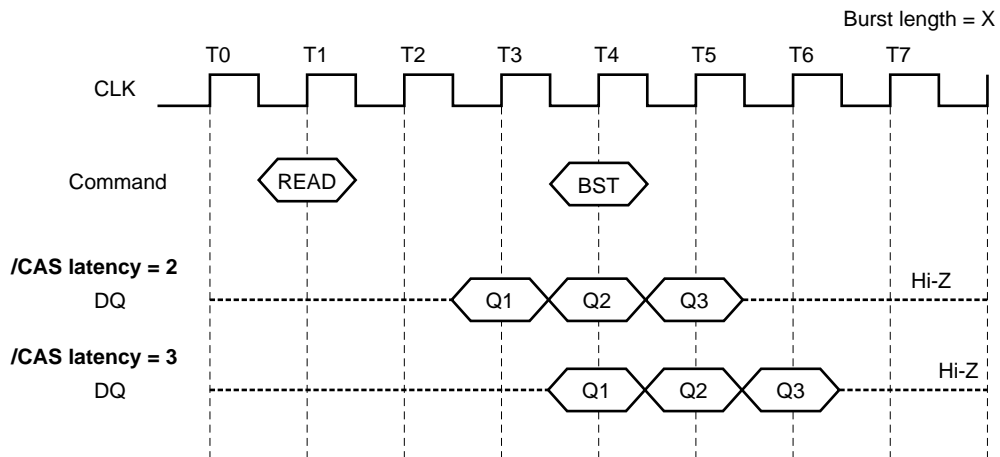 Burst length = X
T0 T1 T2 T3 T4 T5 T6 T7
CLK
Command READ BST
/CAS latency = 2
DQ Q1 Q2 Q3 Hi-Z
/CAS latency = 3
DQ Q1 Q2 Q3 Hi-Z